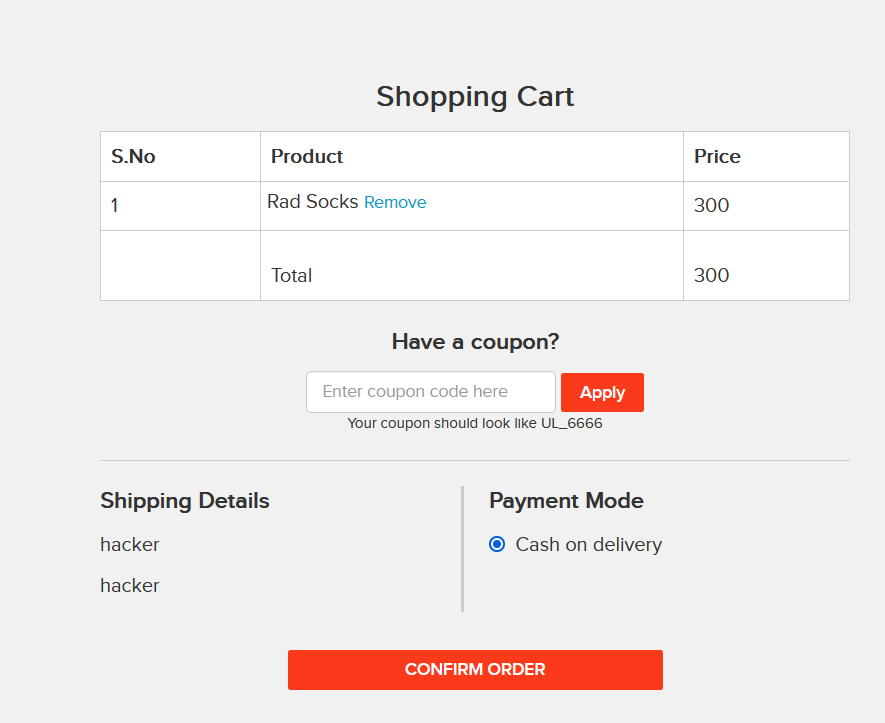 Shopping Cart
S.No Product Price
1 Rad Socks Remove 300
Total 300
Have a coupon?
Enter coupon code here Apply
Your coupon should look like UL_6666
Shipping Details
hacker
hacker
Payment Mode
Cash on delivery
CONFIRM ORDER